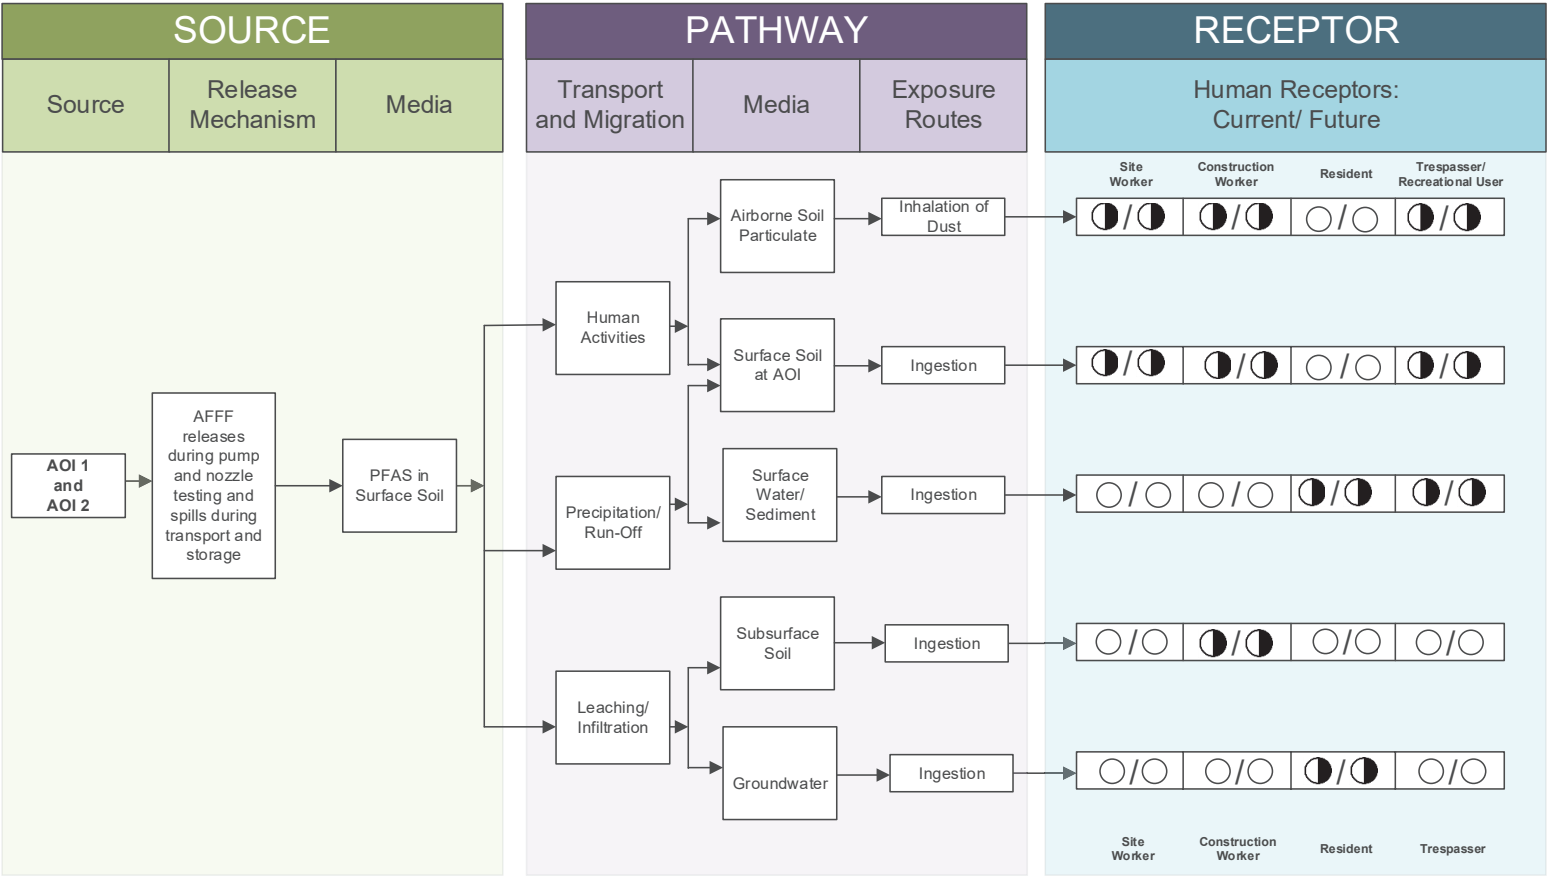 SOURCE
PATHWAY
RECEPTOR
Source
Release
Mechanism
Media
Transport
and Migration
Media
Exposure
Routes
Human Receptors:
Current/ Future
Site
Worker
Construction
Worker
Resident
Trespasser/
Recreational User
Airborne Soil
Particulate
Inhalation of
Dust
/ / / /
Human
Activities
Surface Soil
at AOI
Ingestion
/ / / /
AOI 1
and
AOI 2
AFFF
releases
during pump
and nozzle
testing and
spills during
transport and
storage
PFAS in
Surface Soil
Precipitation/
Run-Off
Surface
Water/
Sediment
Ingestion
/ / / /
Subsurface
Soil
Ingestion
/ / / /
Leaching/
Infiltration
Groundwater
Ingestion
/ / / /
Site
Worker
Construction
Worker
Resident
Trespasser